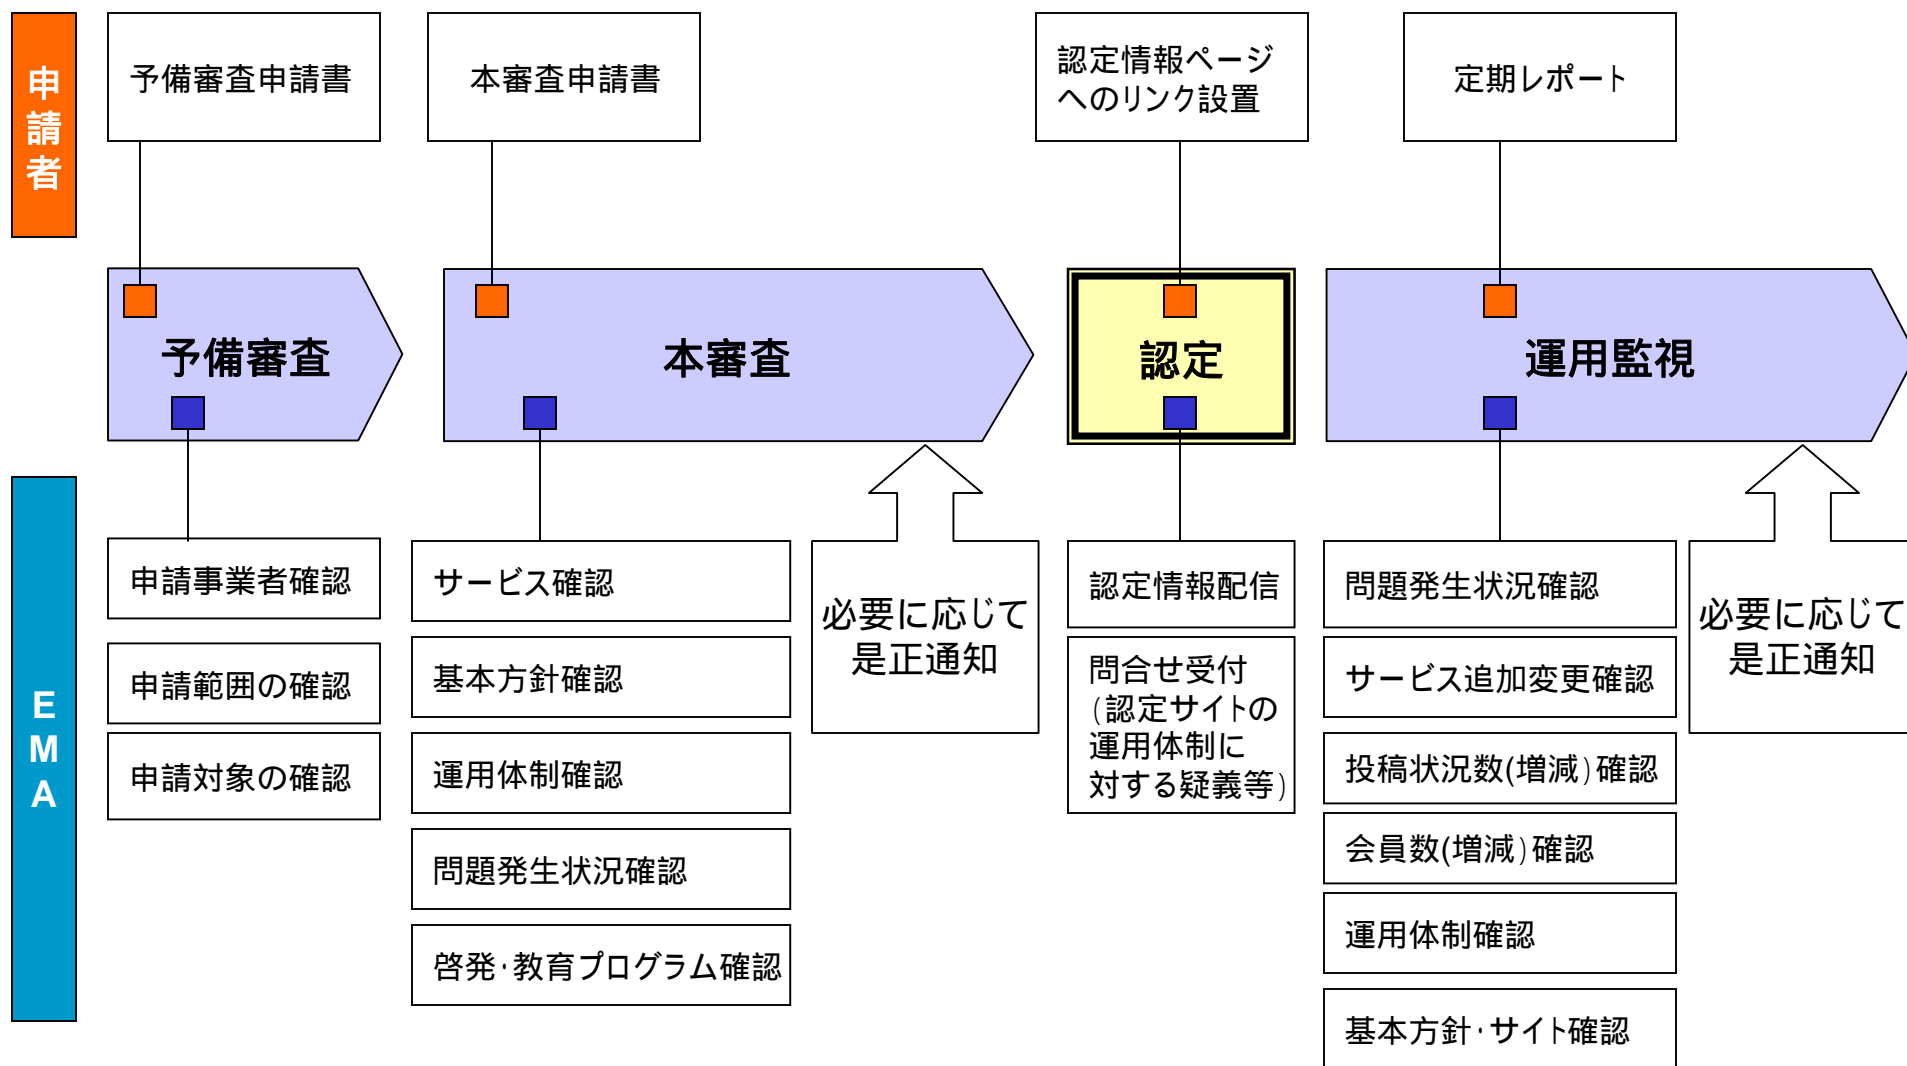 申請者
予備審査申請書
本審査申請書
認定情報ページ
へのリンク設置
定期レポート
予備審査
本審査
認定
運用監視
EMA
申請事業者確認
申請範囲の確認
申請対象の確認
サービス確認
基本方針確認
運用体制確認
問題発生状況確認
啓発・教育プログラム確認
必要に応じて
是正通知
認定情報配信
問合せ受付
(認定サイトの
運用体制に
対する疑義等)
問題発生状況確認
サービス追加変更確認
投稿状況数(増減)確認
会員数(増減)確認
運用体制確認
基本方針・サイト確認
必要に応じて
是正通知